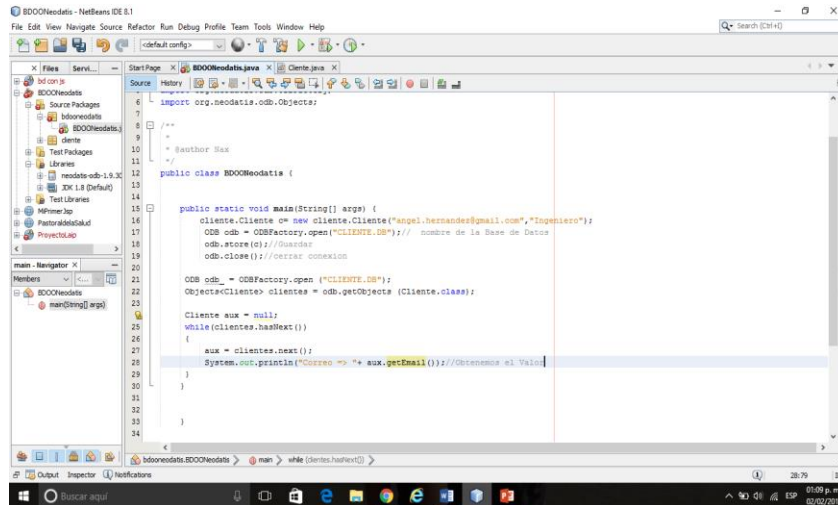 BDOONeodatis - NetBeans IDE 8.1
File Edit View Navigate Source Refactor Run Debug Profile Team Tools Window Help
Search (Ctrl+I)
<default config>
Files Servi...
Start Page BDOONeodatis.java Cliente.java
Source History
bd con js
BDOONeodatis
Source Packages
bdooneodatis
BDOONeodatis.j
cliente
Test Packages
Libraries
neodatis-odb-1.9.30
JDK 1.8 (Default)
Test Libraries
MiPrimerJsp
PastoraldelaSalud
ProyectoLaip
main - Navigator
Members
BDOONeodatis
main(String[] args)
6 import org.neodatis.odb.Objects;
7
8 /**
9 *
10 * @author Nax
11 */
12 public class BDOONeodatis {
13
14
15 public static void main(String[] args) {
16 cliente.Cliente c= new cliente.Cliente("angel.hernandez@gmail.com","Ingeniero");
17 ODB odb = ODBFactory.open("CLIENTE.DB");// nombre de la Base de Datos
18 odb.store(c);//Guardar
19 odb.close();//cerrar conexion
20
21 ODB odb_ = ODBFactory.open ("CLIENTE.DB");
22 Objects<Cliente> clientes = odb.getObjects (Cliente.class);
23
24 Cliente aux = null;
25 while(clientes.hasNext())
26 {
27 aux = clientes.next();
28 System.out.println("Correo => "+ aux.getEmail());//Obtenemos el Valor
29 }
30 }
31
32
33 }
34
bdooneodatis.BDOONeodatis main while (clientes.hasNext())
Output Inspector Notifications
28:79
Buscar aquí
ESP
01:09 p. m.
02/02/201